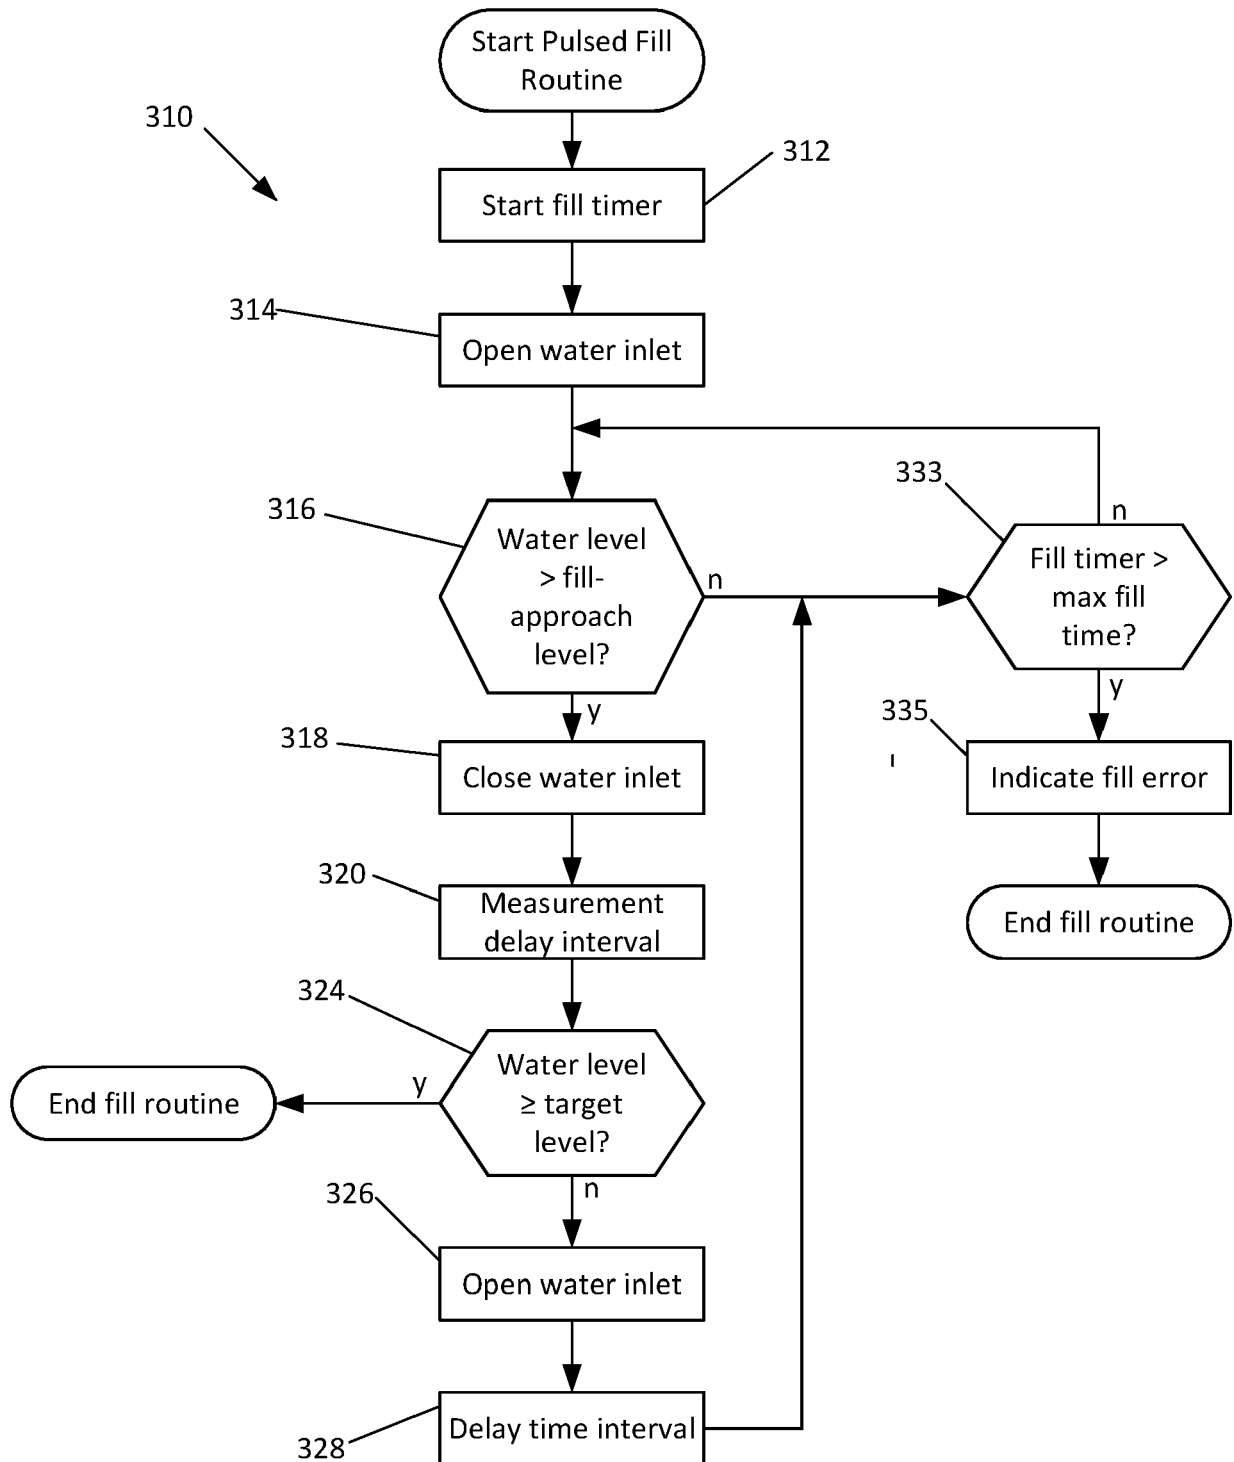 Start Pulsed Fill
Routine
310
312
Start fill timer
314
Open water inlet
333
316
n
Water level
> fill-
approach
level?
n
Fill timer >
max fill
time?
y
y
335
318
Close water inlet
Indicate fill error
320
Measurement
delay interval
End fill routine
324
Water level
≥ target
level?
y
End fill routine
n
326
Open water inlet
328
Delay time interval